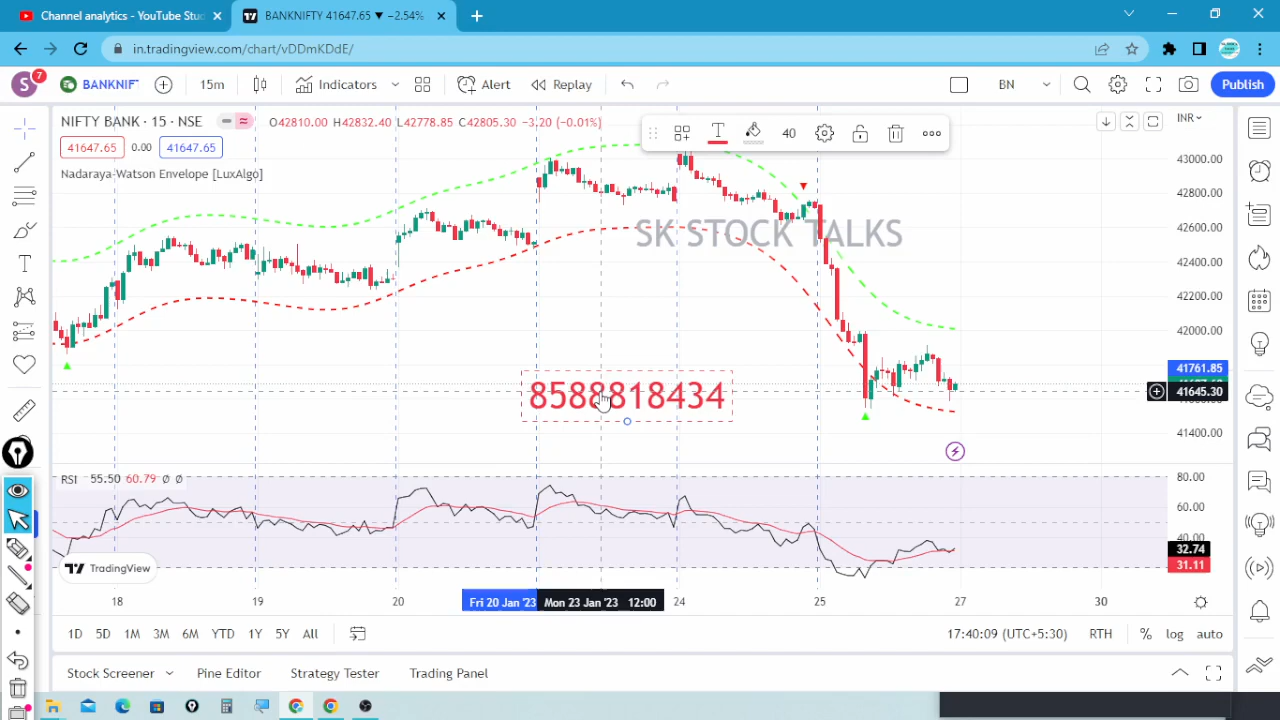 Channel analytics - YouTube Stud
BANKNIFTY 41647.65 ▼ −2.54%
in.tradingview.com/chart/vDDmKDdE/
S 7 BANKNIF 15m Indicators Alert Replay BN Publish
NIFTY BANK · 15 · NSE O42810.00 H42832.40 L42778.85 C42805.30 −3.20 (−0.01%)
40
INR
41647.65 0.00 41647.65
Nadaraya-Watson Envelope [LuxAlgo]
43000.00
42800.00
SK STOCK TALKS
42600.00
42400.00
42200.00
42000.00
41761.85
41645.30
8588818434
41400.00
RSI 55.50 60.79 Ø Ø
80.00
60.00
40.00
32.74
31.11
TradingView
18 19 20 Fri 20 Jan '23 Mon 23 Jan '23 12:00 24 25 27 30
1D 5D 1M 3M 6M YTD 1Y 5Y All 17:40:09 (UTC+5:30) RTH % log auto
Stock Screener Pine Editor Strategy Tester Trading Panel